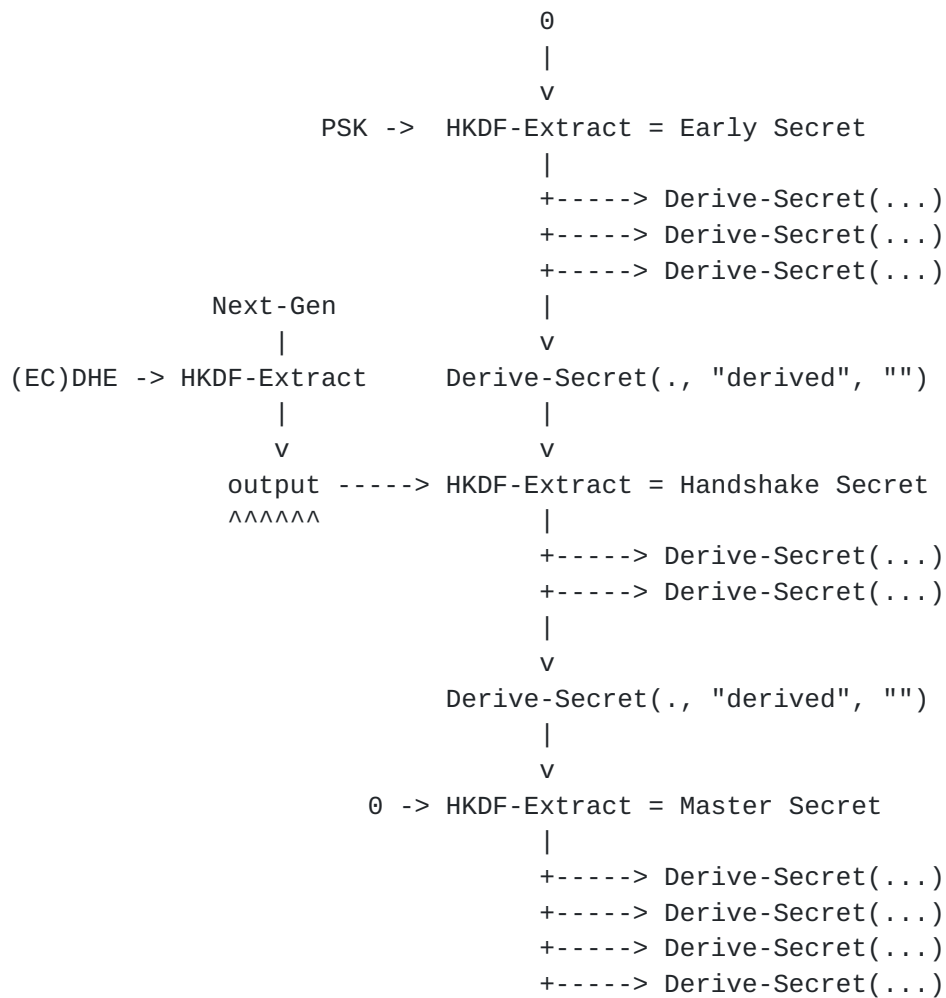 0
                                  |
                                  v
                    PSK ->  HKDF-Extract = Early Secret
                                  |
                                  +-----> Derive-Secret(...)
                                  +-----> Derive-Secret(...)
                                  +-----> Derive-Secret(...)
             Next-Gen             |
                 |                v
(EC)DHE -> HKDF-Extract     Derive-Secret(., "derived", "")
                 |                |
                 v                v
              output -----> HKDF-Extract = Handshake Secret
              ^^^^^^              |
                                  +-----> Derive-Secret(...)
                                  +-----> Derive-Secret(...)
                                  |
                                  v
                            Derive-Secret(., "derived", "")
                                  |
                                  v
                       0 -> HKDF-Extract = Master Secret
                                  |
                                  +-----> Derive-Secret(...)
                                  +-----> Derive-Secret(...)
                                  +-----> Derive-Secret(...)
                                  +-----> Derive-Secret(...)